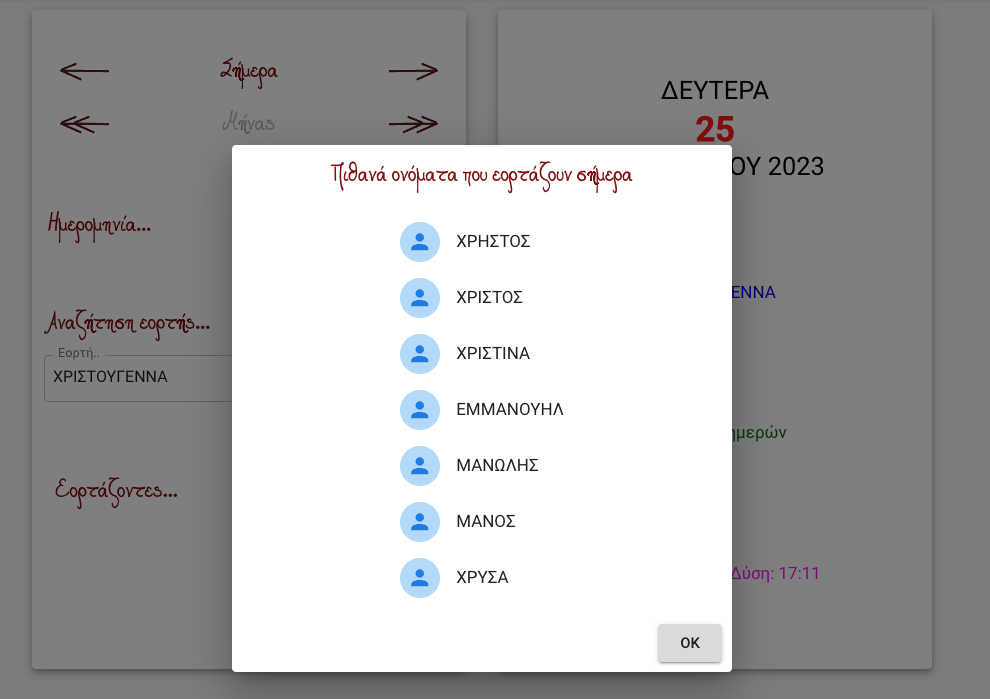 Σήμερα
Μήνας
Ημερομηνία...
Αναζήτηση εορτής...
Εορτή..
ΧΡΙΣΤΟΥΓΕΝΝΑ
Εορτάζοντες...
Πιθανά ονόματα που εορτάζουν σήμερα
ΧΡΗΣΤΟΣ
ΧΡΙΣΤΟΣ
ΧΡΙΣΤΙΝΑ
ΕΜΜΑΝΟΥΗΛ
ΜΑΝΩΛΗΣ
ΜΑΝΟΣ
ΧΡΥΣΑ
OK
ΔΕΥΤΕΡΑ
25
ΟΥ 2023
ΕΝΝΑ
ημερών
Δύση: 17:11